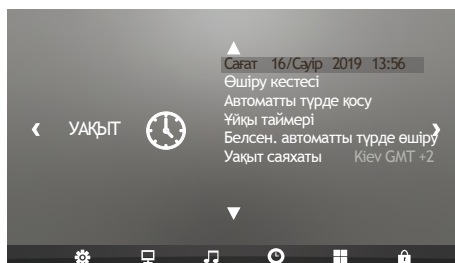 Сағат 16/Сәуір 2019 13:56
Өшіру кестесі
Автоматты түрде қосу
Ұйқы таймері
УАҚЫТ
Белсен. автоматты түрде өшіру
Уақыт саяхаты Kiev GMT +2